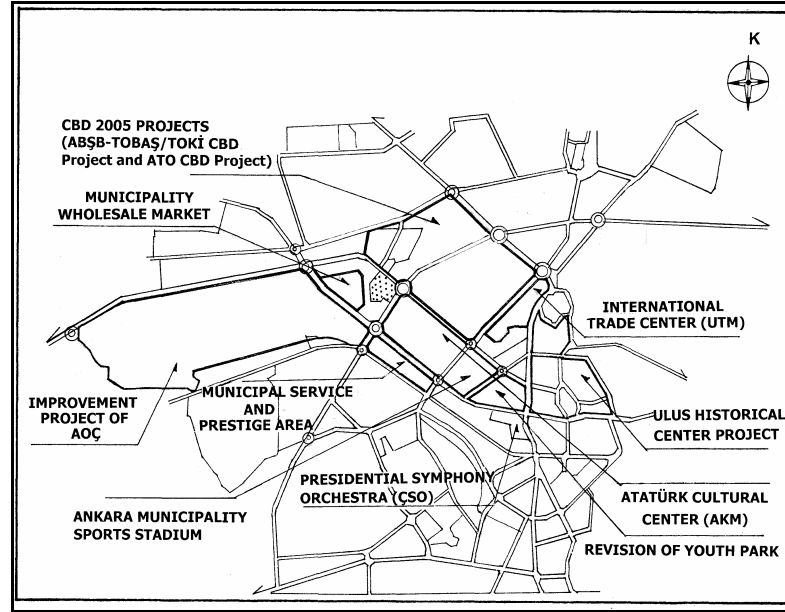 K
CBD 2005 PROJECTS
(ABŞB-TOBAŞ/TOKİ CBD
Project and ATO CBD Project)
MUNICIPALITY
WHOLESALE MARKET
INTERNATIONAL
TRADE CENTER (UTM)
IMPROVEMENT
PROJECT OF
AOÇ
MUNICIPAL SERVICE
AND
PRESTIGE AREA
ULUS HISTORICAL
CENTER PROJECT
PRESIDENTIAL SYMPHONY
ORCHESTRA (ÇSO)
ATATÜRK CULTURAL
CENTER (AKM)
ANKARA MUNICIPALITY
SPORTS STADIUM
REVISION OF YOUTH PARK